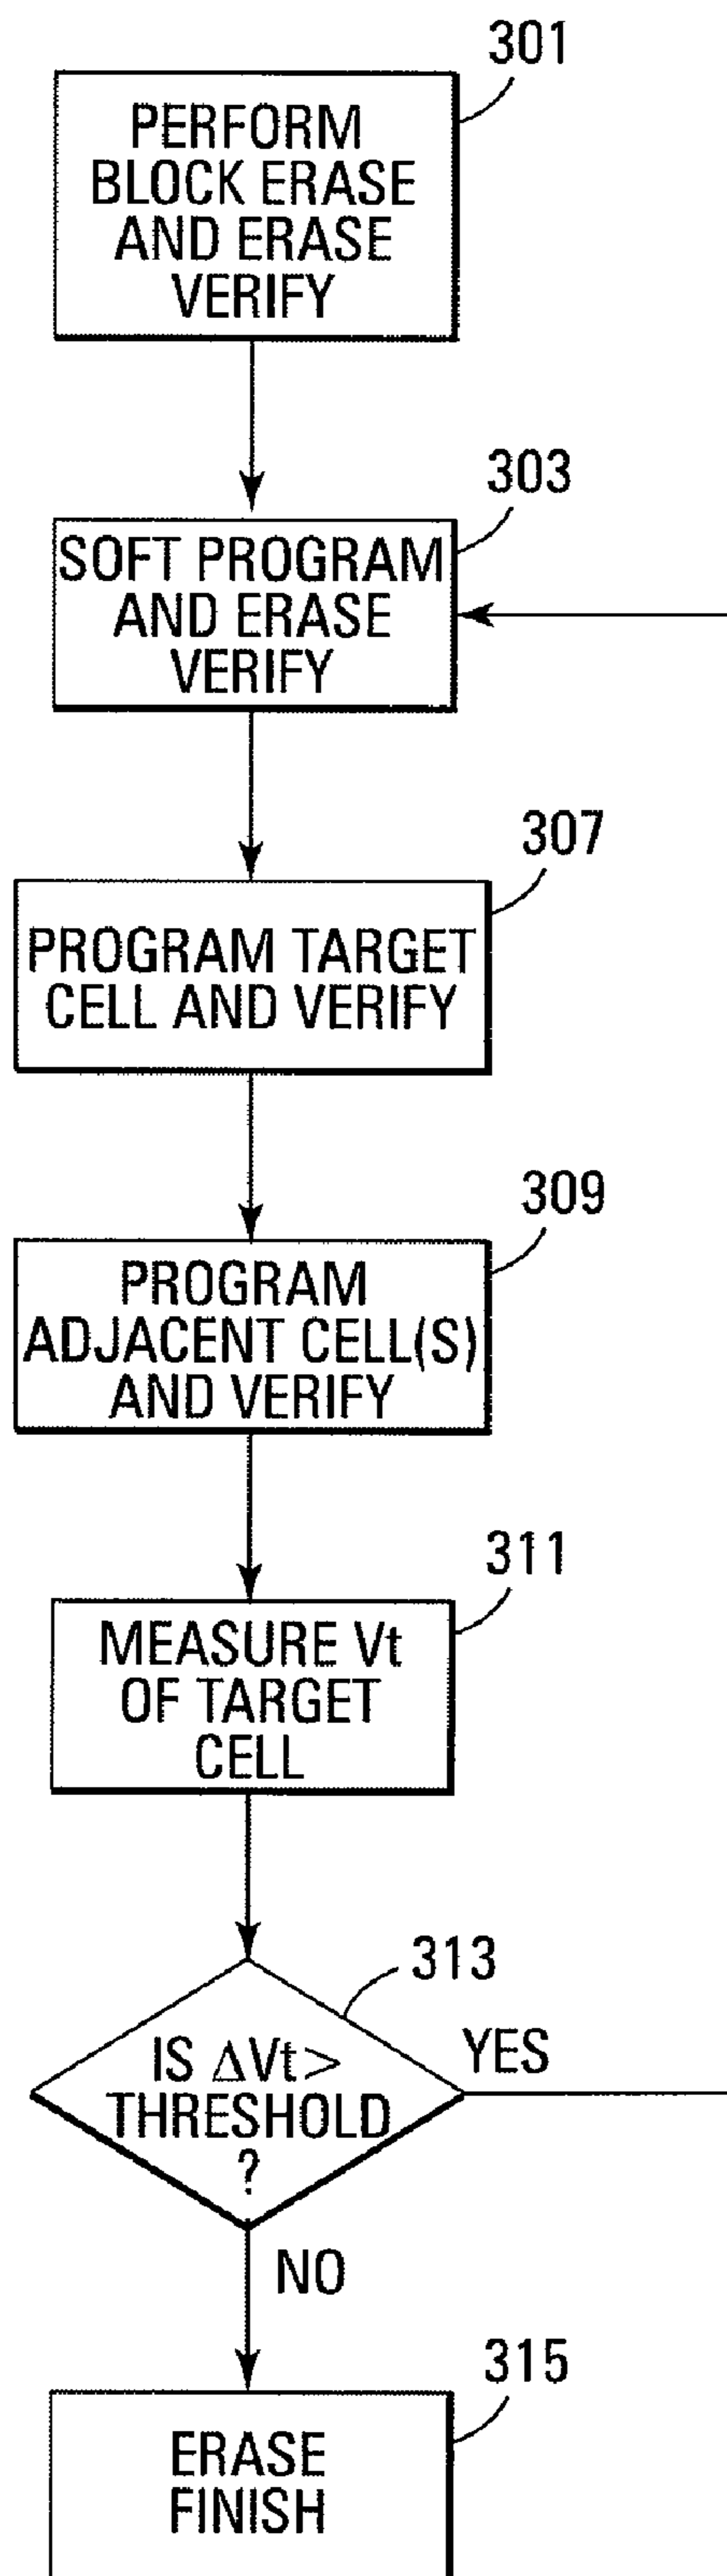 301
PERFORM
BLOCK ERASE
AND ERASE
VERIFY
303
SOFT PROGRAM
AND ERASE
VERIFY
307
PROGRAM TARGET
CELL AND VERIFY
309
PROGRAM
ADJACENT CELL(S)
AND VERIFY
311
MEASURE Vt
OF TARGET
CELL
313
IS ΔVt>
THRESHOLD
?
YES
NO
315
ERASE
FINISH